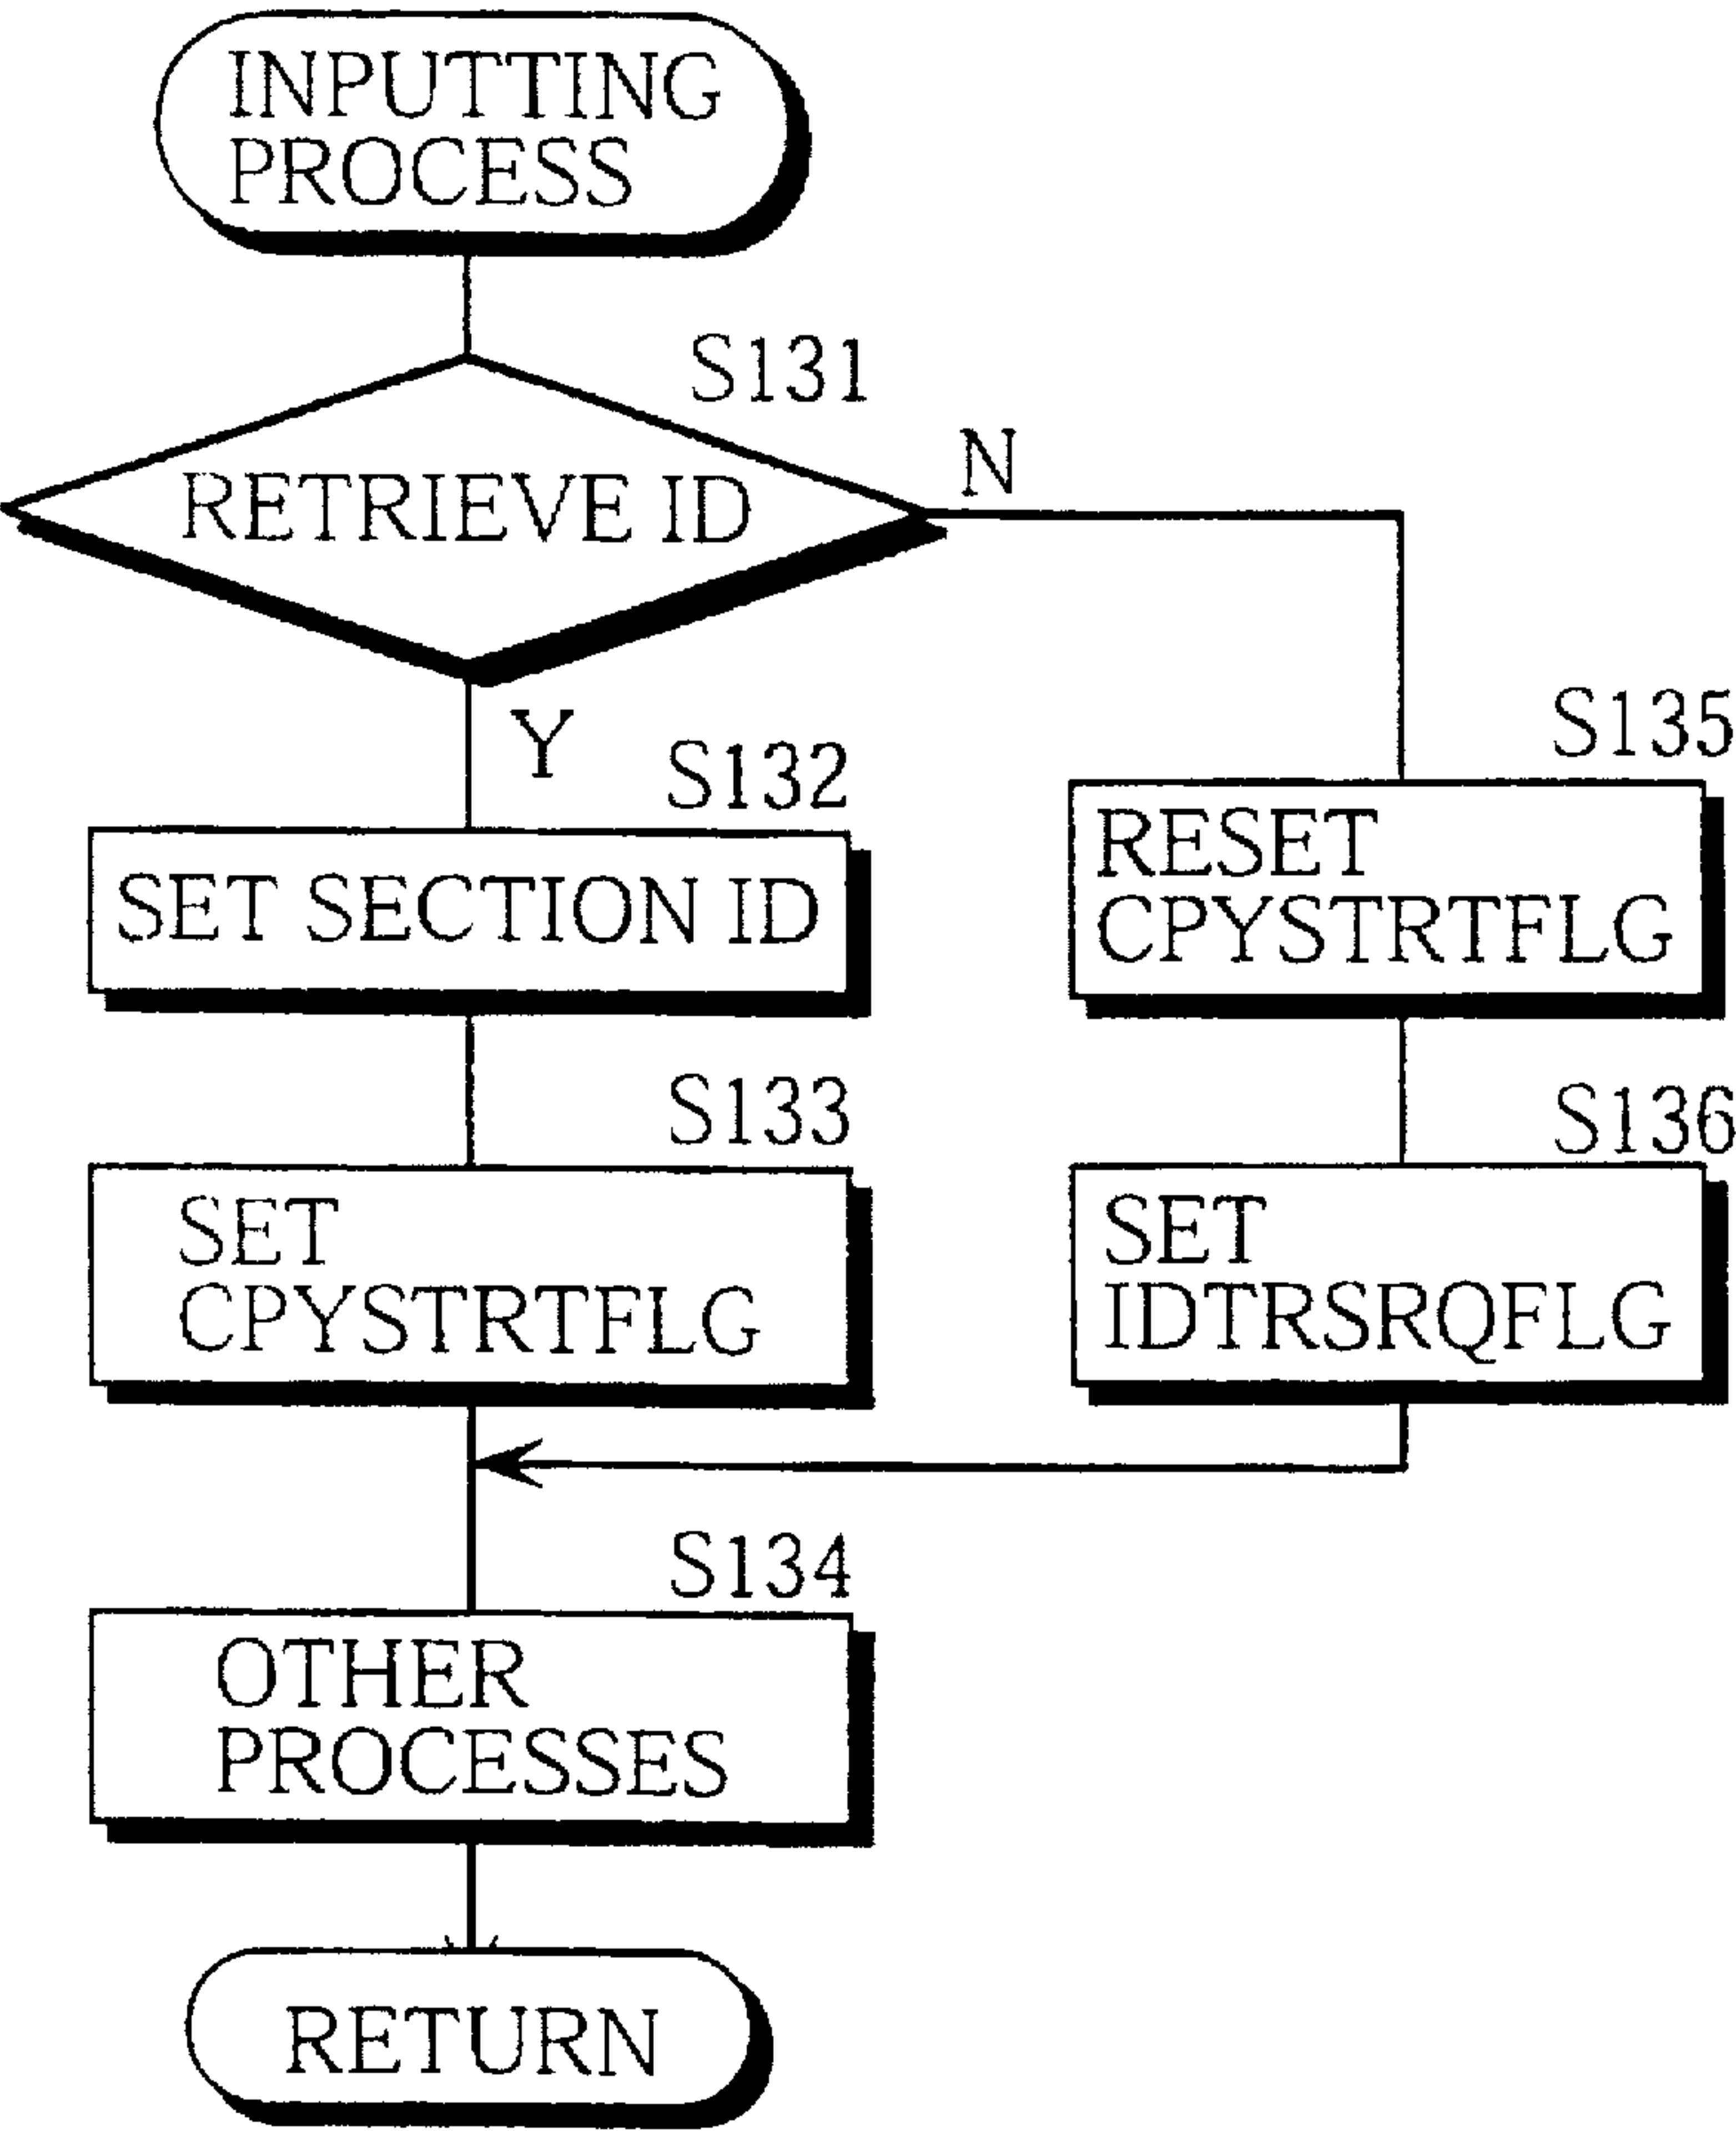 INPUTTING
PROCESS
S131
RETRIEVE ID
N
Y
S132
SET SECTION ID
S133
SET
CPYSTRTFLG
S135
RESET
CPYSTRTFLG
S136
SET
IDTRSRQFLG
S134
OTHER
PROCESSES
RETURN